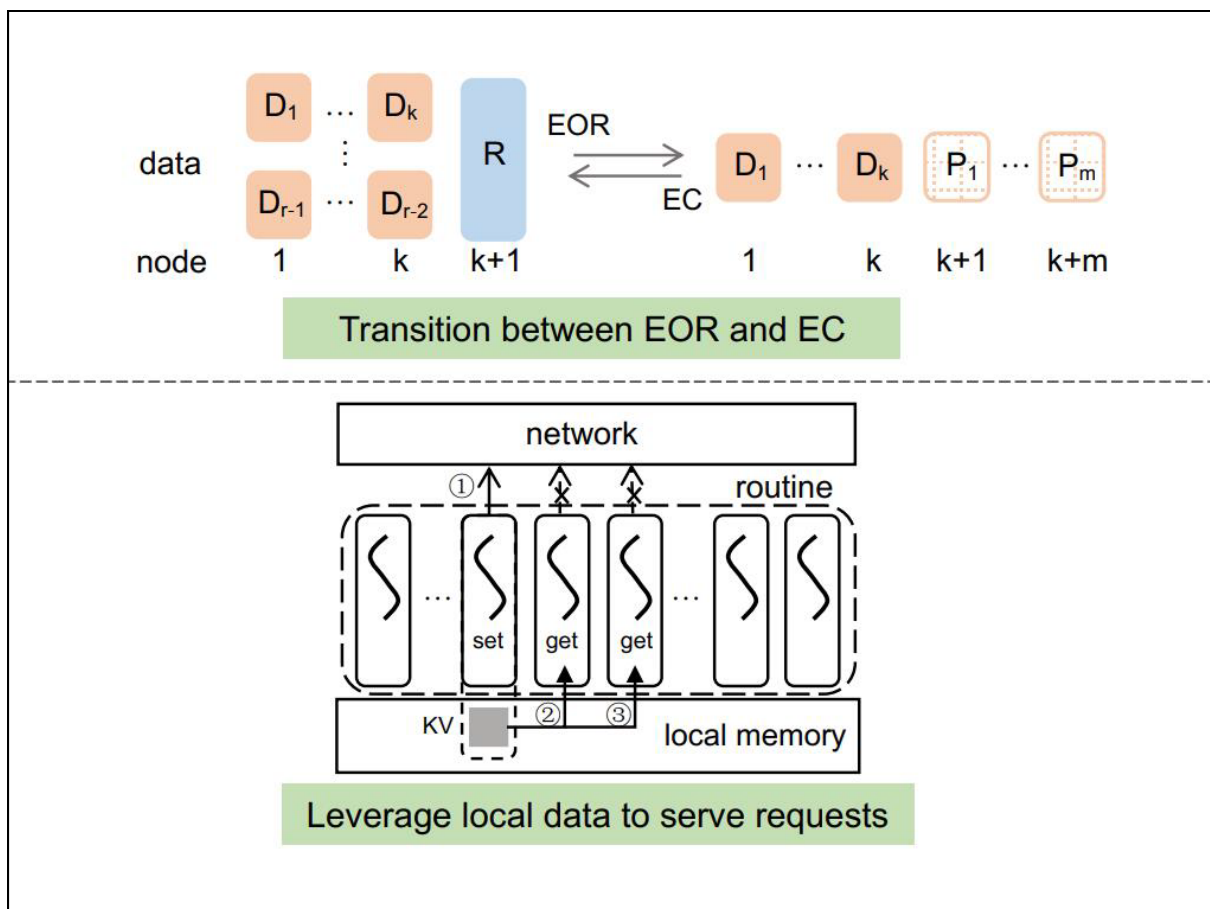 D₁ ... Dₖ R EOR
data ⋮ D₁ ... Dₖ P₁ ... Pₘ
Dᵣ₋₁ ... Dᵣ₋₂ EC
node 1 k k+1 1 k k+1 k+m
Transition between EOR and EC
network
① routine
... ...
set get get
KV ② ③ local memory
Leverage local data to serve requests